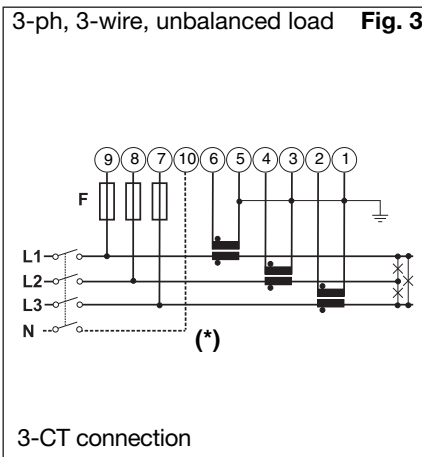 3-ph, 3-wire, unbalanced load Fig. 3
9 8 7 10 6 5 4 3 2 1
F
L1
L2
L3
N
(*)
3-CT connection